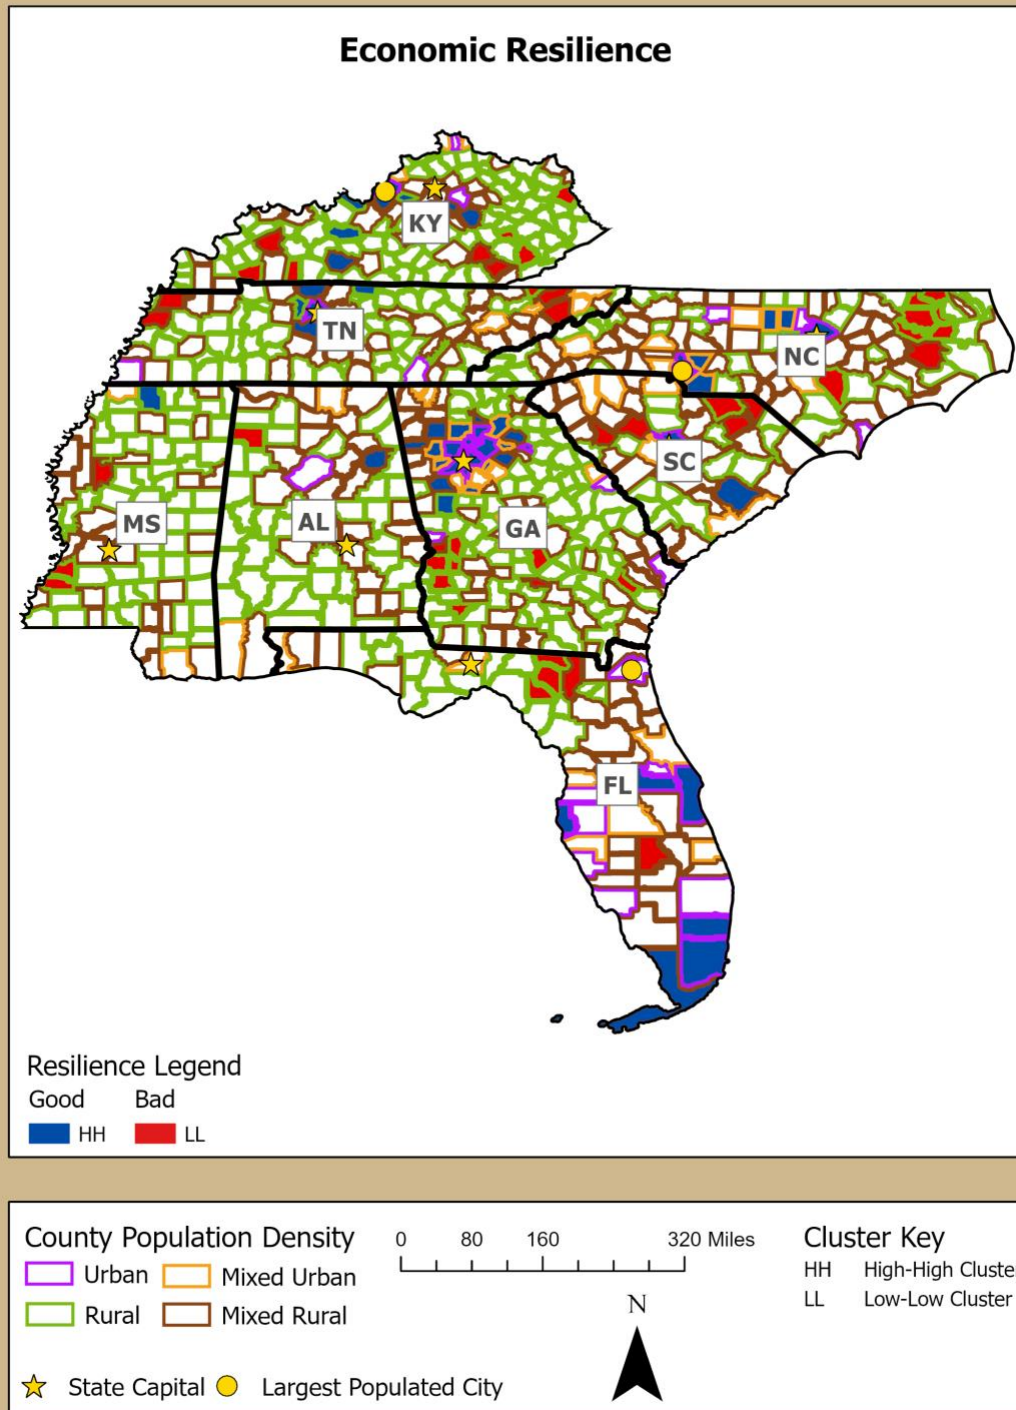 Economic Resilience
KY
TN
NC
SC
MS
AL
GA
FL
Resilience Legend
Good Bad
HH LL
County Population Density
Urban Mixed Urban
Rural Mixed Rural
State Capital Largest Populated City
0 80 160 320 Miles
N
Cluster Key
HH High-High Cluster
LL Low-Low Cluster